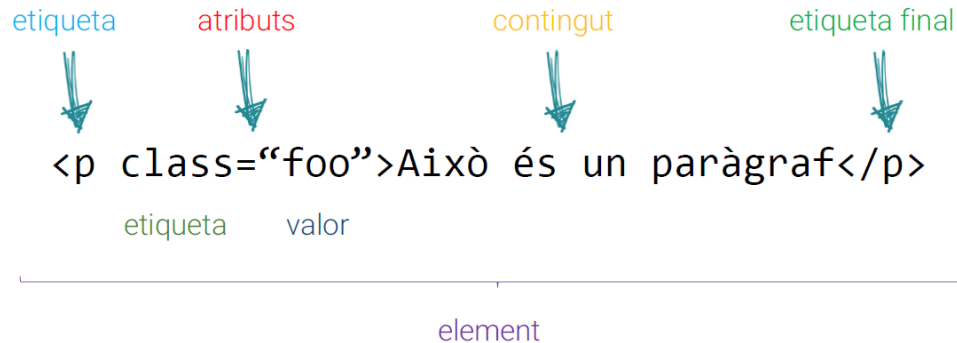 etiqueta atributs contingut etiqueta final
<p class=“foo”>Això és un paràgraf</p>
etiqueta valor
element